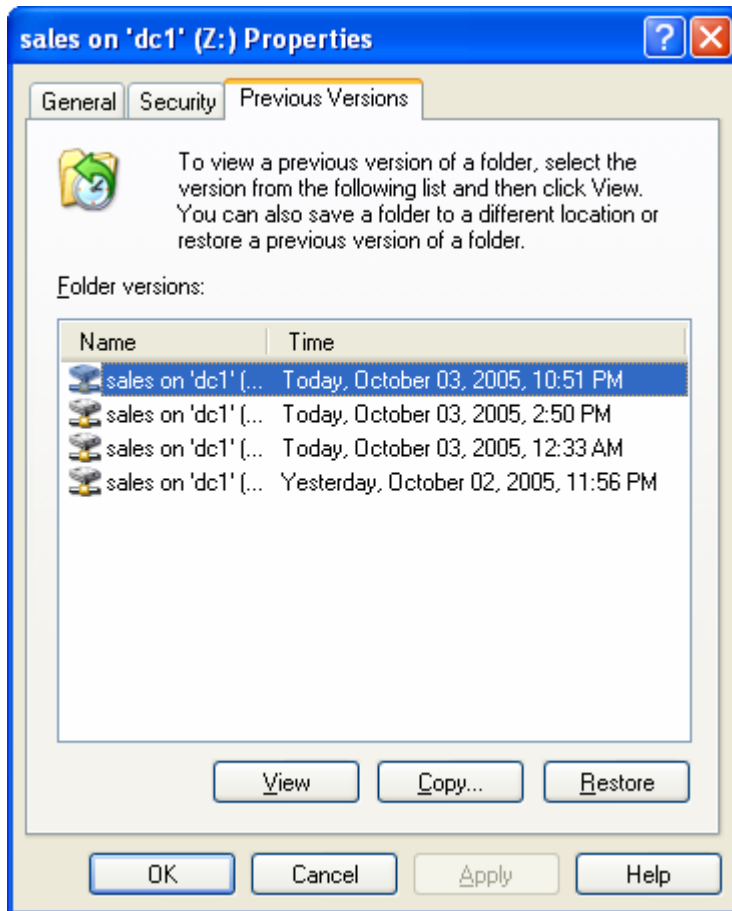 sales on 'dc1' (Z:) Properties
General Security Previous Versions
To view a previous version of a folder, select the
version from the following list and then click View.
You can also save a folder to a different location or
restore a previous version of a folder.
Folder versions:
Name Time
sales on 'dc1' (... Today, October 03, 2005, 10:51 PM
sales on 'dc1' (... Today, October 03, 2005, 2:50 PM
sales on 'dc1' (... Today, October 03, 2005, 12:33 AM
sales on 'dc1' (... Yesterday, October 02, 2005, 11:56 PM
View Copy... Restore
OK Cancel Apply Help